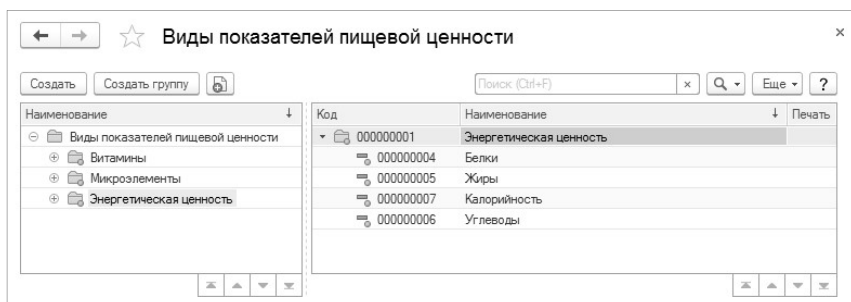 Виды показателей пищевой ценности
Создать Создать группу Поиск (Ctrl+F) × Еще ?
Наименование ↓ Код Наименование ↓ Печать
Виды показателей пищевой ценности 000000001 Энергетическая ценность
Витамины 000000004 Белки
Микроэлементы 000000005 Жиры
Энергетическая ценность 000000007 Калорийность
000000006 Углеводы